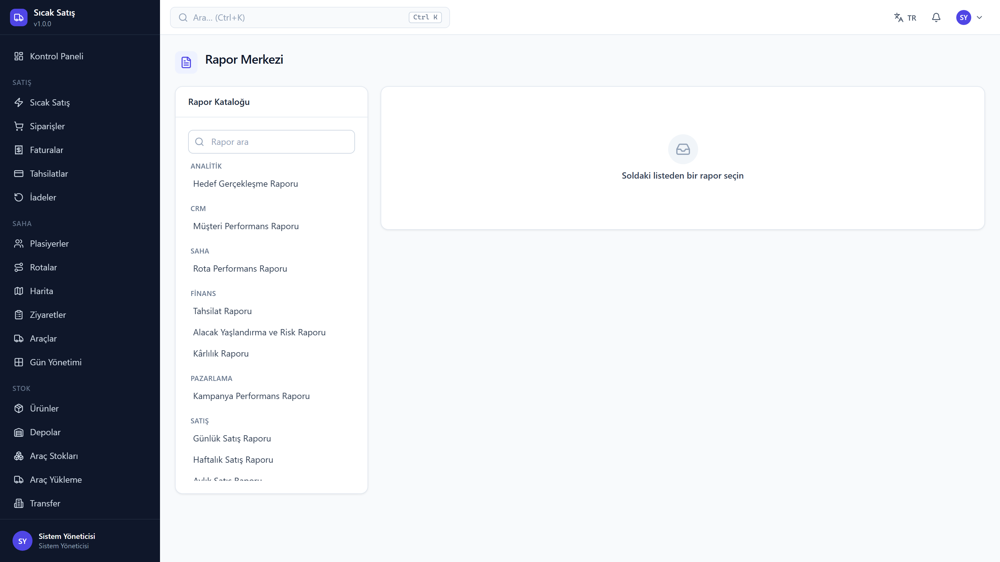 Sıcak Satış
v1.0.0
Kontrol Paneli
SATIŞ
Sıcak Satış
Siparişler
Faturalar
Tahsilatlar
İadeler
SAHA
Plasiyerler
Rotalar
Harita
Ziyaretler
Araçlar
Gün Yönetimi
STOK
Ürünler
Depolar
Araç Stokları
Araç Yükleme
Transfer
SY
Sistem Yöneticisi
Sistem Yöneticisi
Ara... (Ctrl+K)
Ctrl K
TR
SY
Rapor Merkezi
Rapor Kataloğu
Rapor ara
ANALİTİK
Hedef Gerçekleşme Raporu
CRM
Müşteri Performans Raporu
SAHA
Rota Performans Raporu
FİNANS
Tahsilat Raporu
Alacak Yaşlandırma ve Risk Raporu
Kârlılık Raporu
PAZARLAMA
Kampanya Performans Raporu
SATIŞ
Günlük Satış Raporu
Haftalık Satış Raporu
Aylık Satış Raporu
Soldaki listeden bir rapor seçin